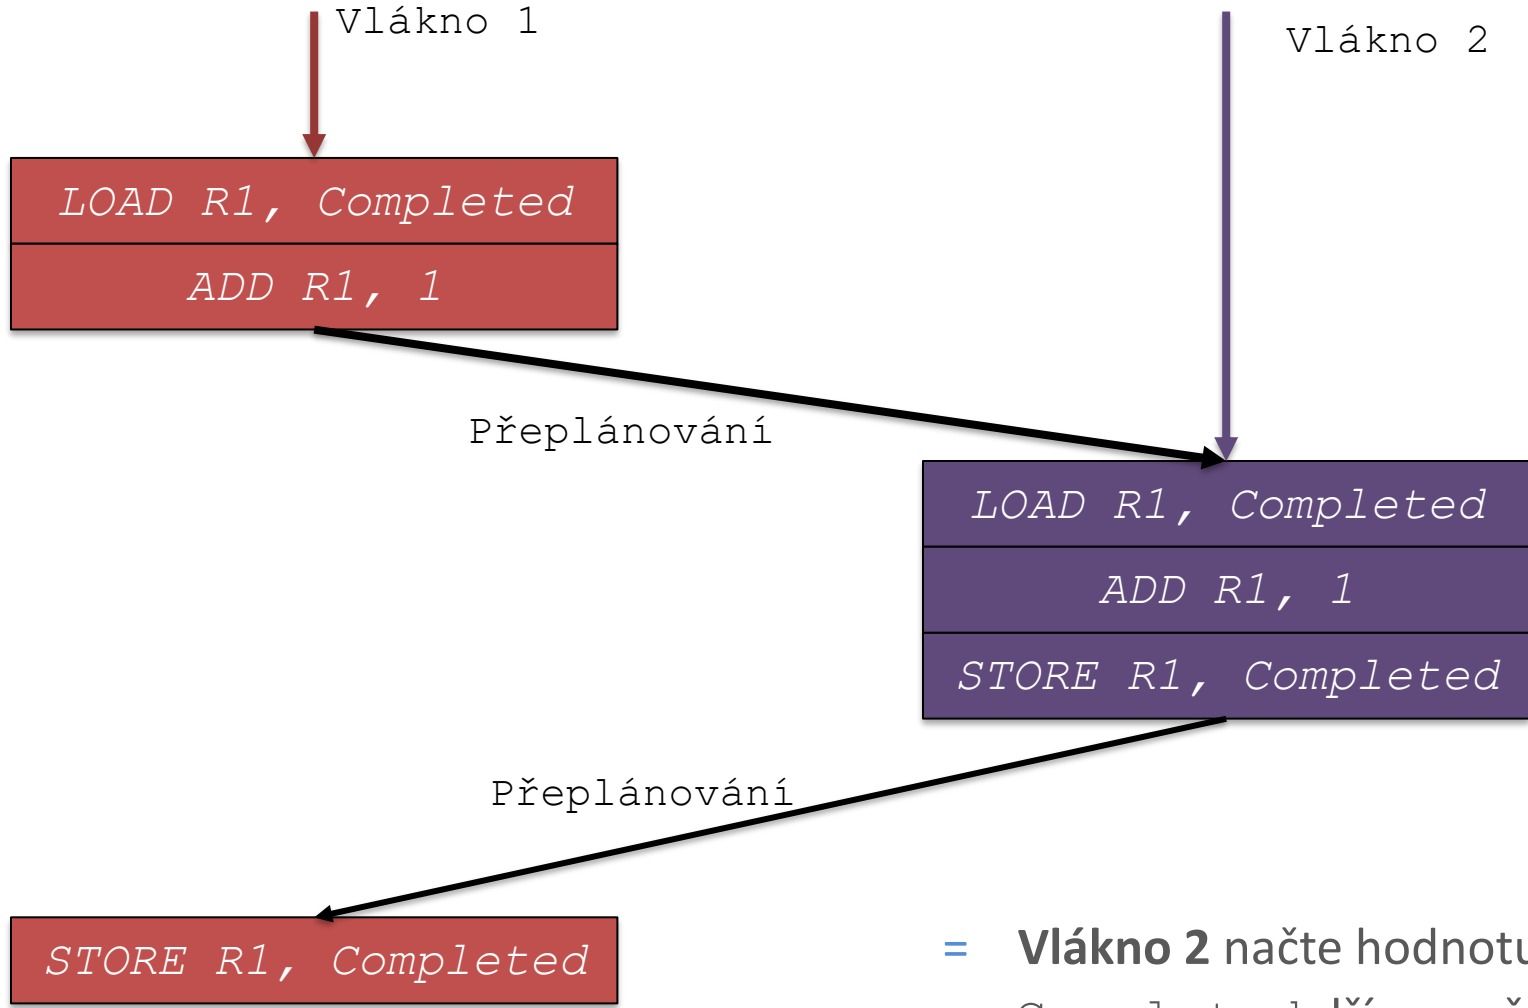 Vlákno 1
Vlákno 2
LOAD R1, Completed
ADD R1, 1
Přeplánování
LOAD R1, Completed
ADD R1, 1
STORE R1, Completed
Přeplánování
STORE R1, Completed
= Vlákno 2 načte hodnotu